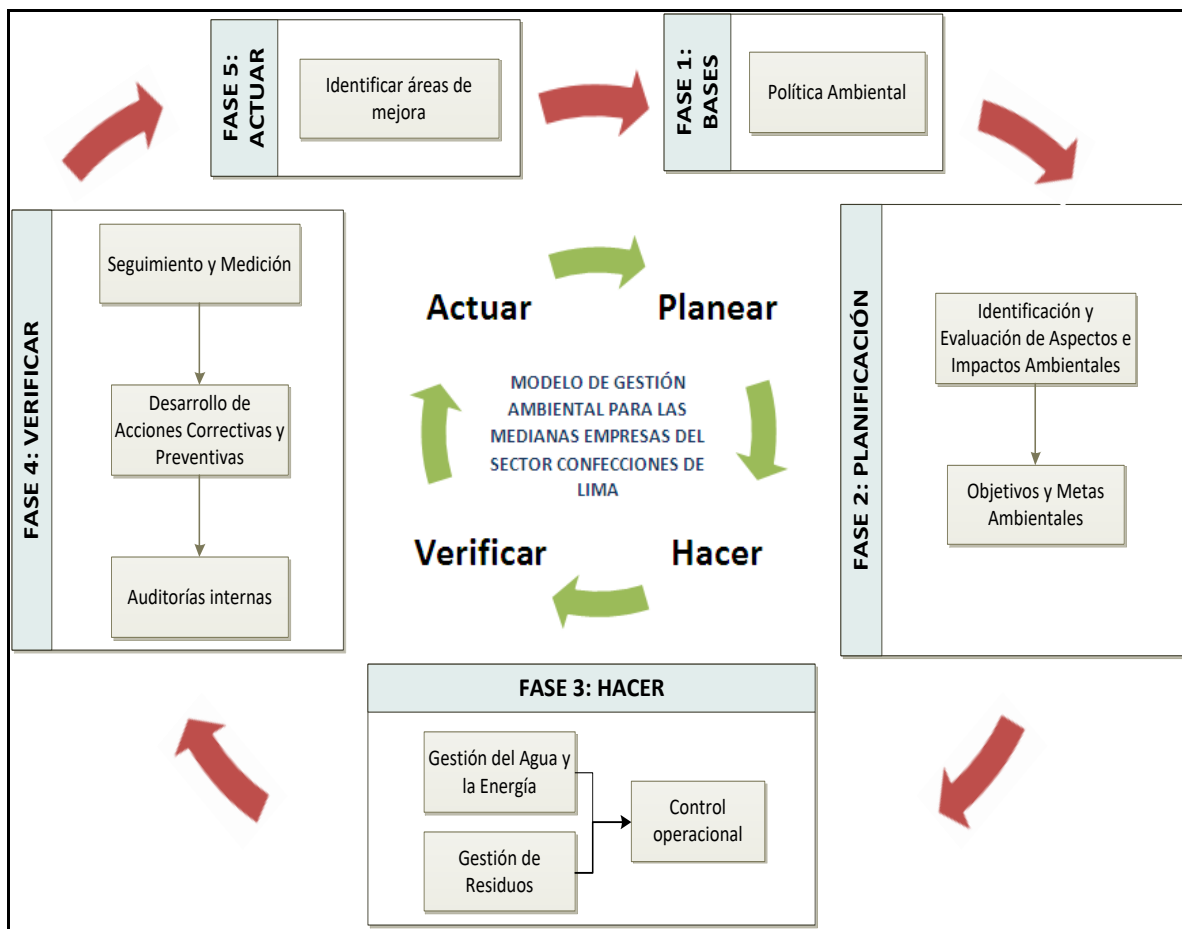 FASE 5:
ACTUAR
Identificar áreas de
mejora
FASE 1:
BASES
Política Ambiental
FASE 4: VERIFICAR
Seguimiento y Medición
Desarrollo de
Acciones Correctivas y
Preventivas
Auditorías internas
Actuar
Planear
MODELO DE GESTIÓN
AMBIENTAL PARA LAS
MEDIANAS EMPRESAS DEL
SECTOR CONFECCIONES DE
LIMA
Verificar
Hacer
FASE 2: PLANIFICACIÓN
Identificación y
Evaluación de Aspectos e
Impactos Ambientales
Objetivos y Metas
Ambientales
FASE 3: HACER
Gestión del Agua y
la Energía
Gestión de
Residuos
Control
operacional